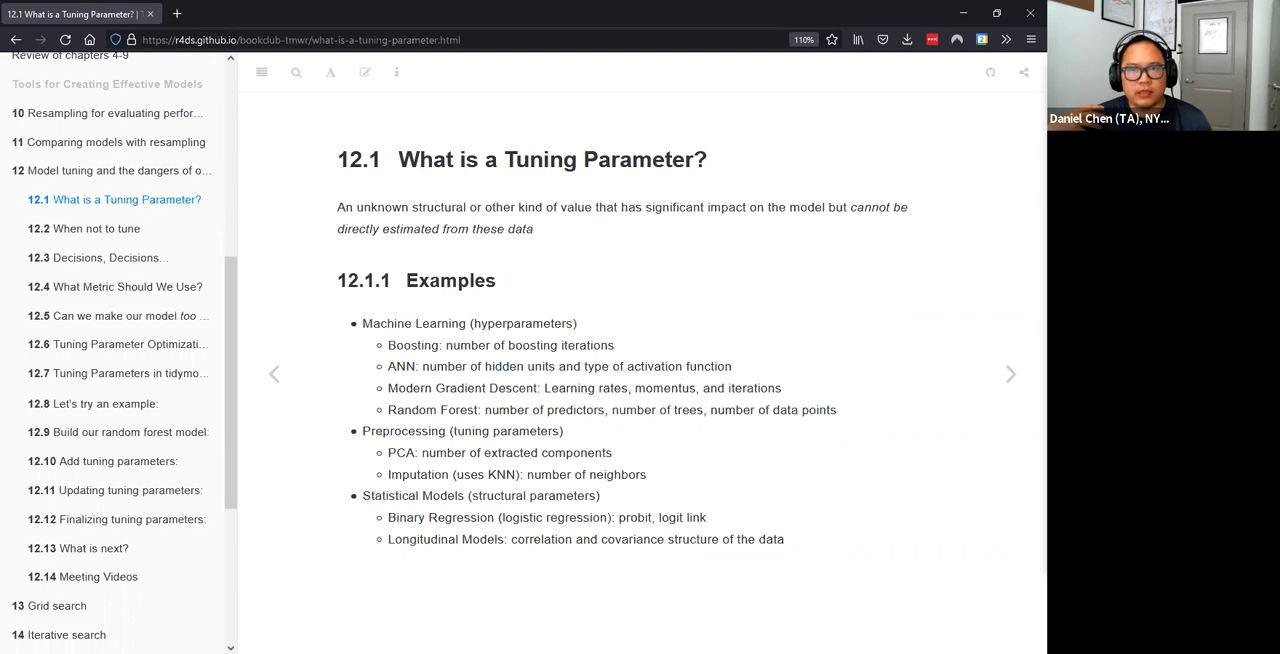 12.1 What is a Tuning Parameter? | T
https://r4ds.github.io/bookclub-tmwr/what-is-a-tuning-parameter.html
110%
Daniel Chen (TA), NY...
Review of chapters 4-9
Tools for Creating Effective Models
10 Resampling for evaluating perfor...
11 Comparing models with resampling
12 Model tuning and the dangers of o...
12.1 What is a Tuning Parameter?
12.2 When not to tune
12.3 Decisions, Decisions...
12.4 What Metric Should We Use?
12.5 Can we make our model too ...
12.6 Tuning Parameter Optimizati...
12.7 Tuning Parameters in tidymo...
12.8 Let's try an example:
12.9 Build our random forest model:
12.10 Add tuning parameters:
12.11 Updating tuning parameters:
12.12 Finalizing tuning parameters:
12.13 What is next?
12.14 Meeting Videos
13 Grid search
14 Iterative search
12.1 What is a Tuning Parameter?
An unknown structural or other kind of value that has significant impact on the model but cannot be
directly estimated from these data
12.1.1 Examples
Machine Learning (hyperparameters)
Boosting: number of boosting iterations
ANN: number of hidden units and type of activation function
Modern Gradient Descent: Learning rates, momentus, and iterations
Random Forest: number of predictors, number of trees, number of data points
Preprocessing (tuning parameters)
PCA: number of extracted components
Imputation (uses KNN): number of neighbors
Statistical Models (structural parameters)
Binary Regression (logistic regression): probit, logit link
Longitudinal Models: correlation and covariance structure of the data